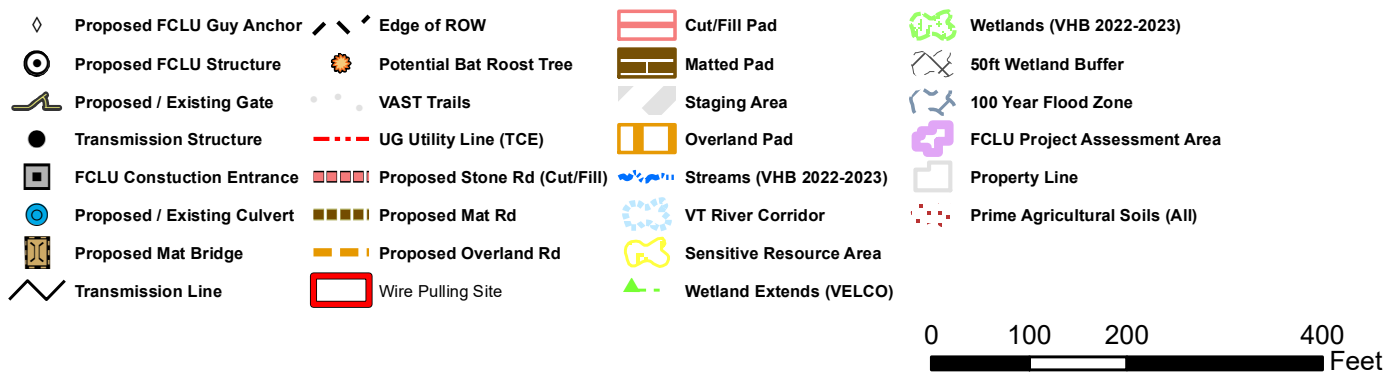 Proposed FCLU Guy Anchor
Proposed FCLU Structure
Proposed / Existing Gate
Transmission Structure
FCLU Constuction Entrance
Proposed / Existing Culvert
Proposed Mat Bridge
Transmission Line
Edge of ROW
Potential Bat Roost Tree
VAST Trails
UG Utility Line (TCE)
Proposed Stone Rd (Cut/Fill)
Proposed Mat Rd
Proposed Overland Rd
Wire Pulling Site
Cut/Fill Pad
Matted Pad
Staging Area
Overland Pad
Streams (VHB 2022-2023)
VT River Corridor
Sensitive Resource Area
Wetland Extends (VELCO)
Wetlands (VHB 2022-2023)
50ft Wetland Buffer
100 Year Flood Zone
FCLU Project Assessment Area
Property Line
Prime Agricultural Soils (All)
0 100 200 400
Feet